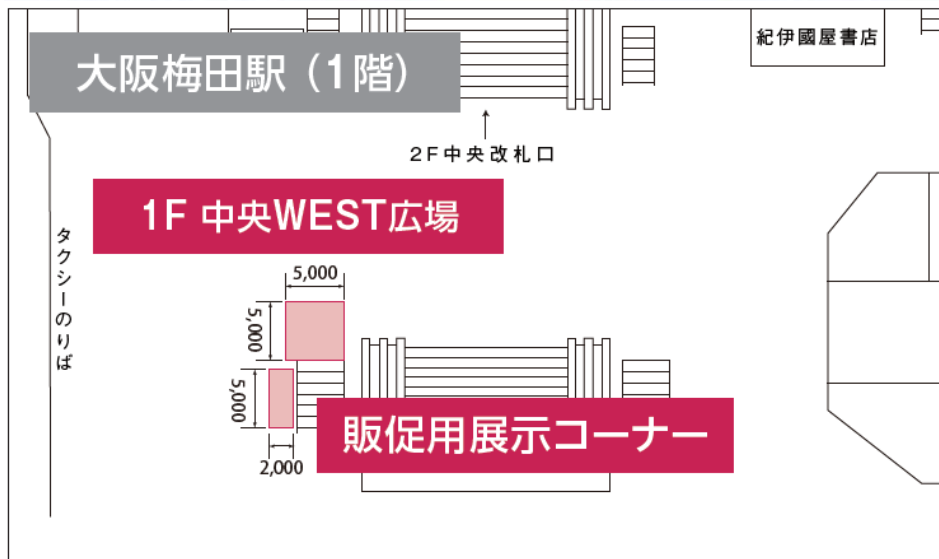 紀伊國屋書店
大阪梅田駅（1階）
2F中央改札口
1F 中央WEST広場
タクシーのりば
5,000
5,000
5,000
2,000
販促用展示コーナー